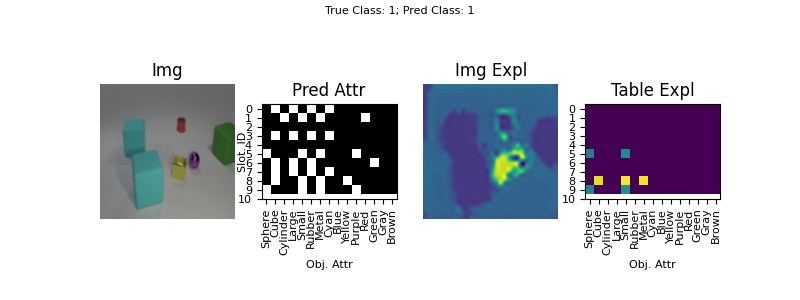 True Class: 1; Pred Class: 1
Img
Pred Attr
Img Expl
Table Expl
Slot. ID
0
1
2
3
4
5
6
7
8
9
10
Sphere
Cube
Cylinder
Large
Small
Rubber
Metal
Cyan
Blue
Yellow
Purple
Red
Green
Gray
Brown
Obj. Attr
0
1
2
3
4
5
6
7
8
9
10
Sphere
Cube
Cylinder
Large
Small
Rubber
Metal
Cyan
Blue
Yellow
Purple
Red
Green
Gray
Brown
Obj. Attr